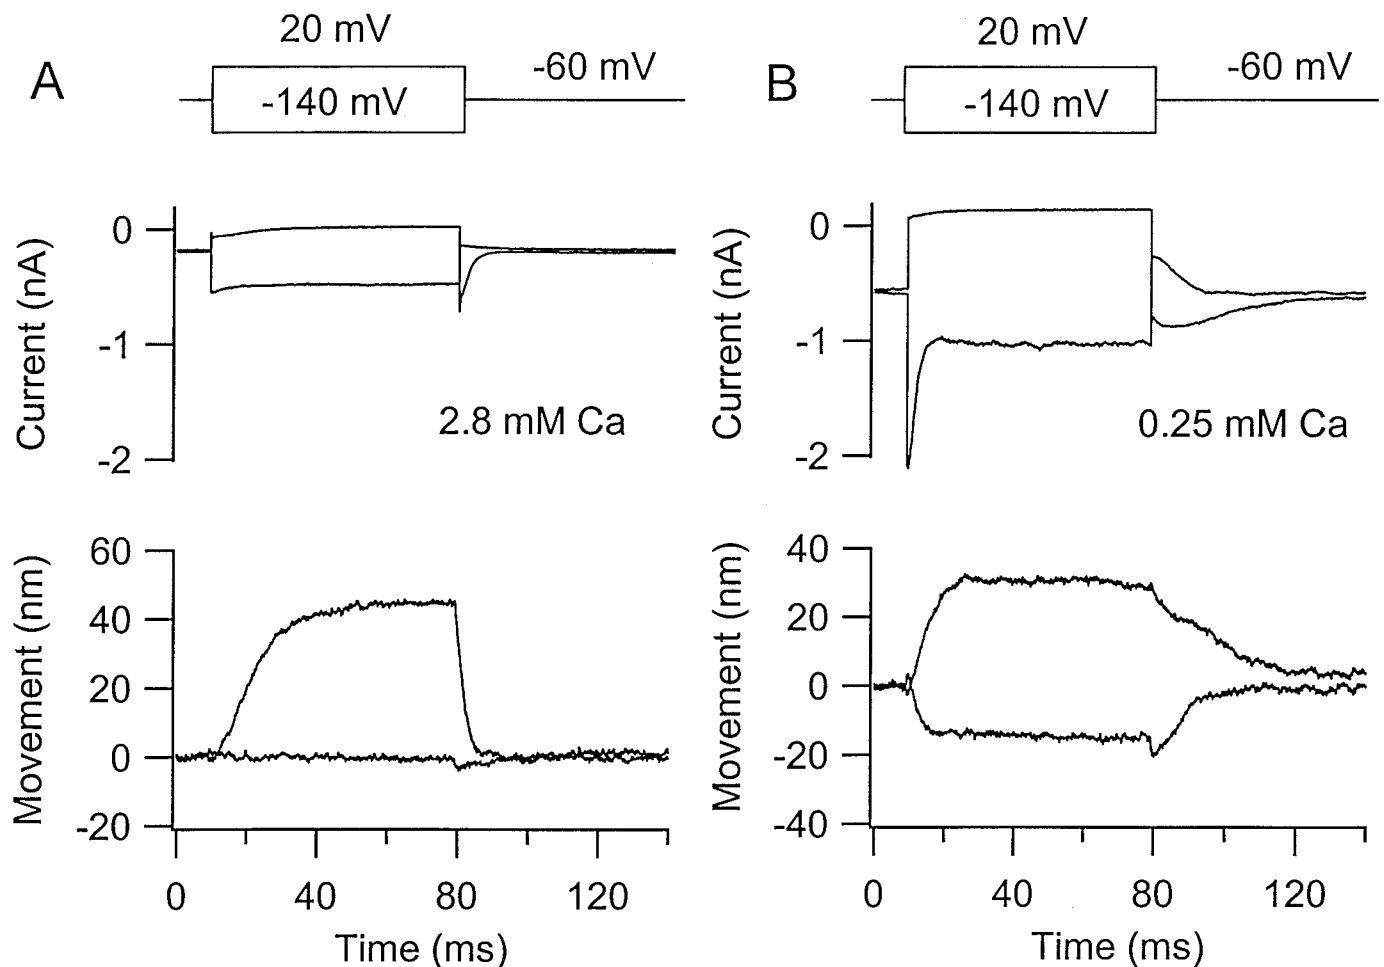 A
20 mV
-140 mV
-60 mV
B
20 mV
-140 mV
-60 mV
Current (nA)
0
-1
-2
2.8 mM Ca
Current (nA)
0
-1
-2
0.25 mM Ca
Movement (nm)
60
40
20
0
-20
0 40 80 120
Time (ms)
Movement (nm)
40
20
0
-20
-40
0 40 80 120
Time (ms)